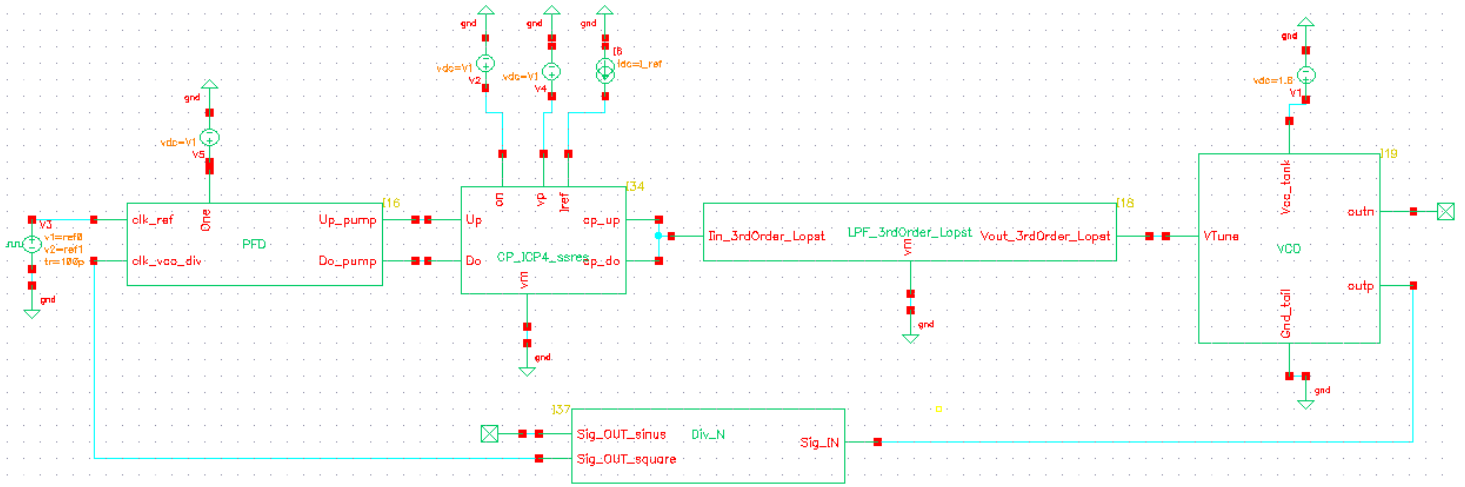 gnd
gnd
gnd
I8
idc=I_ref
vdc=V1
V2
vdc=V1
V4
gnd
vdc=1.8
V1
gnd
vdc=V1
V5
I19
I34
I16
I18
on
vp
Iref
One
Vcc_tank
V3
v1=ref0
v2=ref1
tr=100p
gnd
clk_ref
PFD
clk_vco_div
Up_pump
Do_pump
Up
Do
CP_ICP4_ssres
cp_up
cp_do
vm
gnd
Iin_3rdOrder_Lopst
LPF_3rdOrder_Lopst
Vout_3rdOrder_Lopst
vm
gnd
VTune
VCO
outn
outp
Gnd_tail
gnd
I37
Sig_OUT_sinus
Div_N
Sig_IN
Sig_OUT_square